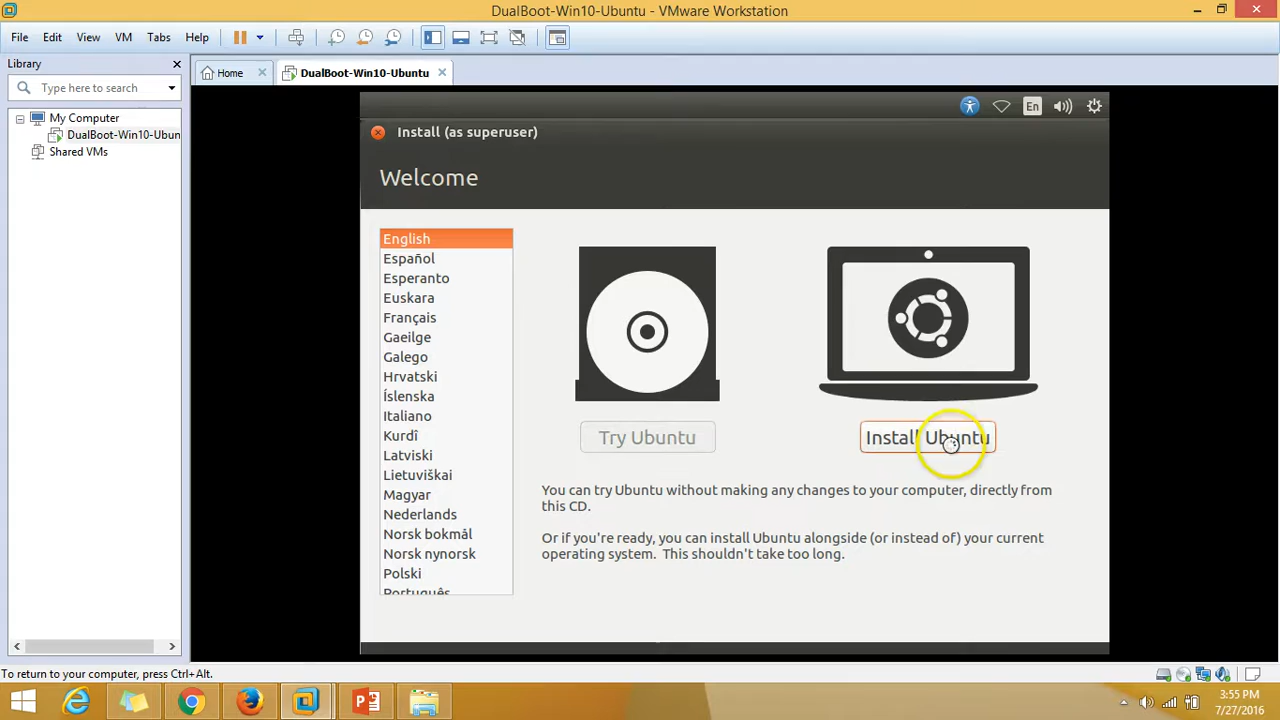 DualBoot-Win10-Ubuntu - VMware Workstation
File Edit View VM Tabs Help
Library
Type here to search
My Computer
DualBoot-Win10-Ubun
Shared VMs
Home
DualBoot-Win10-Ubuntu
En
Install (as superuser)
Welcome
English
Español
Esperanto
Euskara
Français
Gaeilge
Galego
Hrvatski
Íslenska
Italiano
Kurdî
Latviski
Lietuviškai
Magyar
Nederlands
Norsk bokmål
Norsk nynorsk
Polski
Português
Try Ubuntu
Install Ubuntu
You can try Ubuntu without making any changes to your computer, directly from
this CD.
Or if you're ready, you can install Ubuntu alongside (or instead of) your current
operating system. This shouldn't take too long.
To return to your computer, press Ctrl+Alt.
3:55 PM
7/27/2016